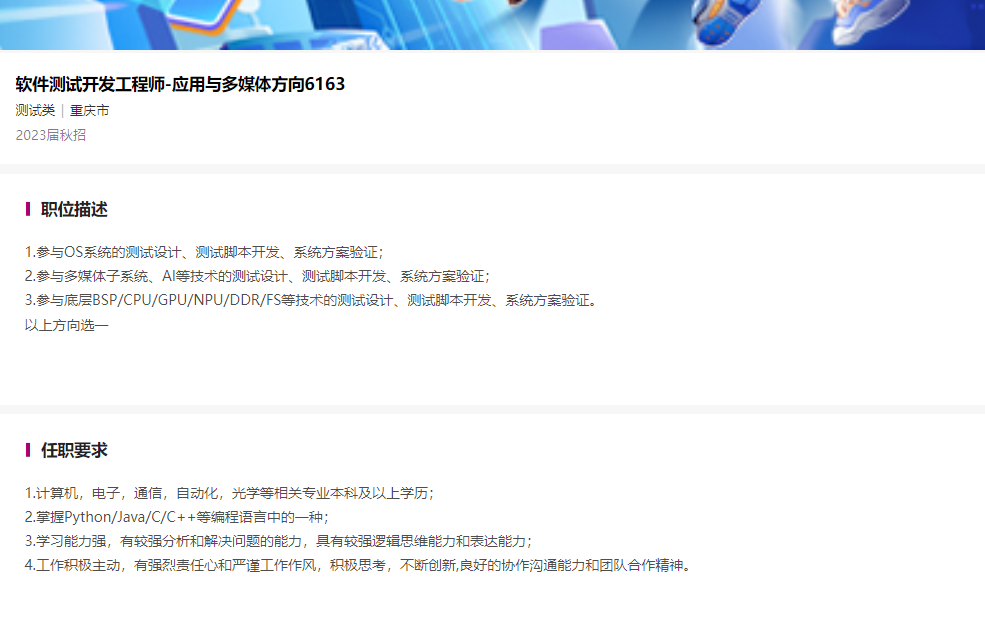 软件测试开发工程师-应用与多媒体方向6163
测试类 | 重庆市
2023届秋招
职位描述
1.参与OS系统的测试设计、测试脚本开发、系统方案验证；
2.参与多媒体子系统、AI等技术的测试设计、测试脚本开发、系统方案验证；
3.参与底层BSP/CPU/GPU/NPU/DDR/FS等技术的测试设计、测试脚本开发、系统方案验证。
以上方向选一
任职要求
1.计算机，电子，通信，自动化，光学等相关专业本科及以上学历；
2.掌握Python/Java/C/C++等编程语言中的一种；
3.学习能力强，有较强分析和解决问题的能力，具有较强逻辑思维能力和表达能力；
4.工作积极主动，有强烈责任心和严谨工作作风，积极思考，不断创新,良好的协作沟通能力和团队合作精神。